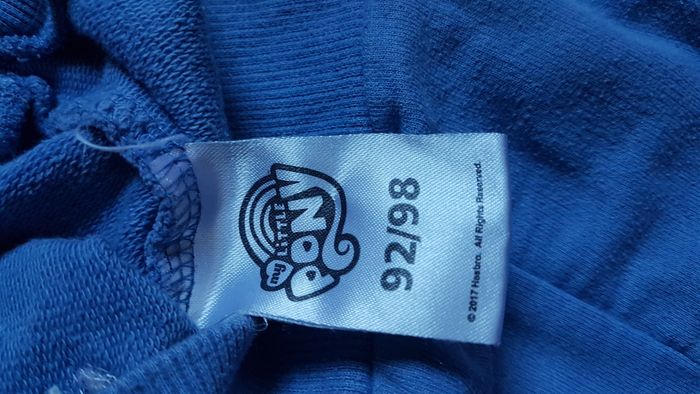 my
LITTLE
PONY
92/98
© 2017 Hasbro. All Rights Reserved.